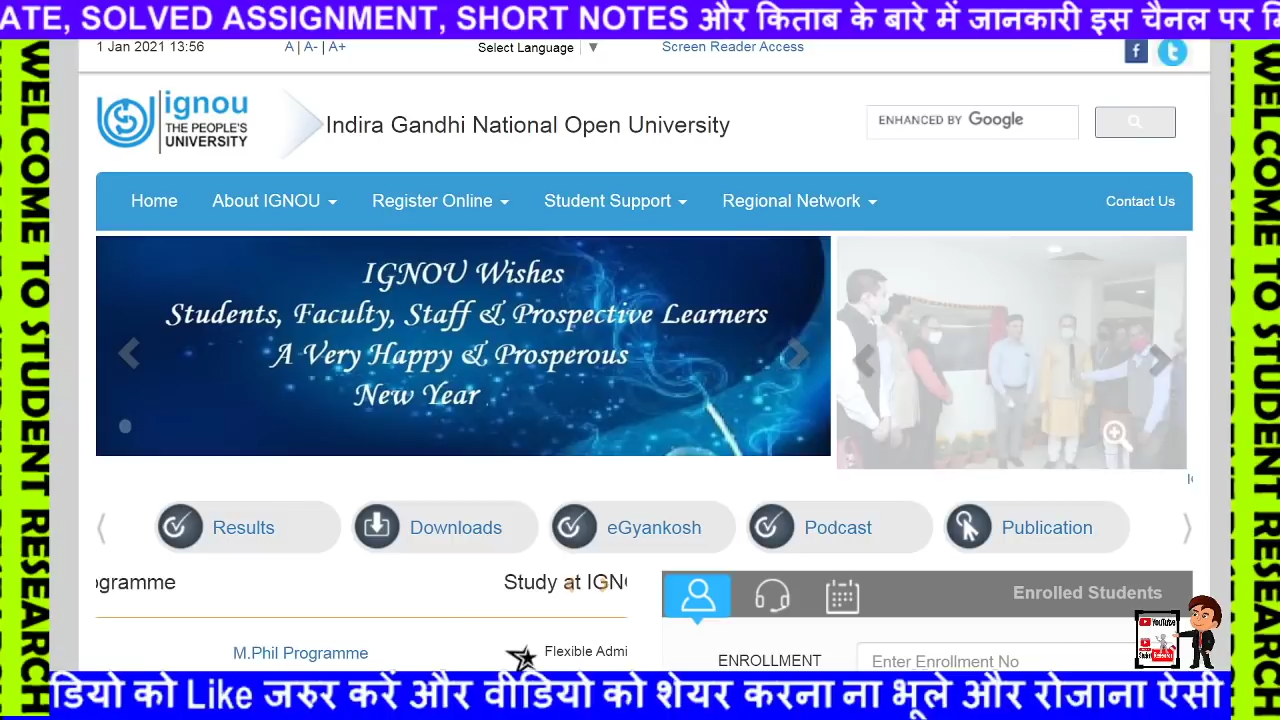 ATE, SOLVED ASSIGNMENT, SHORT NOTES और किताब के बारे में जानकारी इस चैनल पर
1 Jan 2021 13:56 A | A- | A+ Select Language ▼ Screen Reader Access
ignou
THE PEOPLE'S
UNIVERSITY
Indira Gandhi National Open University
ENHANCED BY Google
Home About IGNOU Register Online Student Support Regional Network Contact Us
IGNOU Wishes
Students, Faculty, Staff & Prospective Learners
A Very Happy & Prosperous
New Year
Results Downloads eGyankosh Podcast Publication
ogramme Study at IGN
Enrolled Students
M.Phil Programme Flexible Admi
ENROLLMENT Enter Enrollment No
YouTube
WELCOME TO STUDENT RESEARCH
WELCOME TO STUDENT RESEARCH
डियो को Like जरुर करें और वीडियो को शेयर करना ना भूले और रोजाना ऐसी